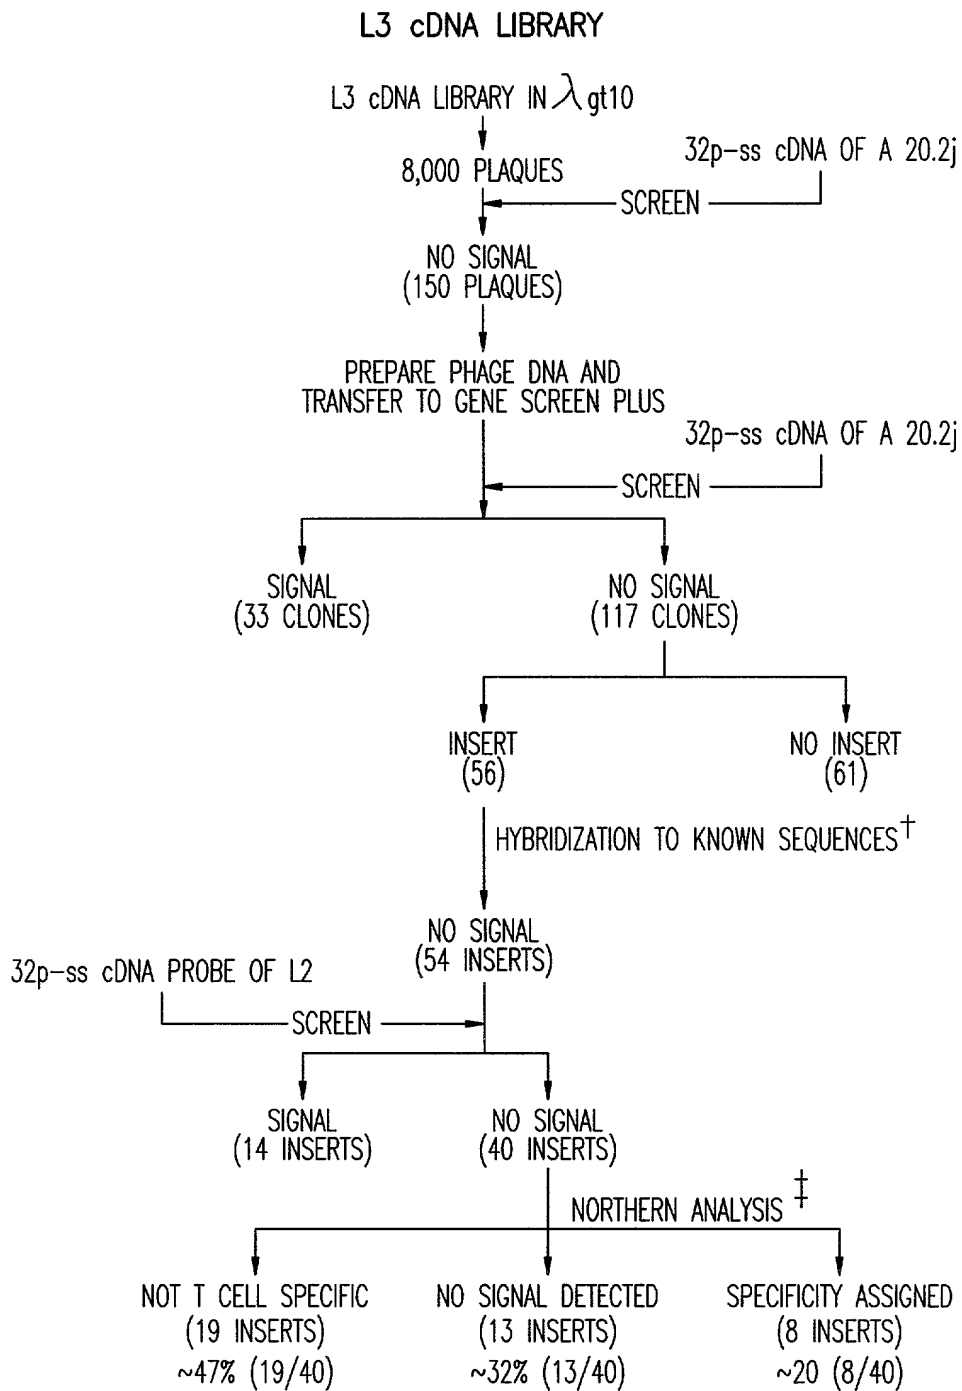 L3 cDNA LIBRARY
L3 cDNA LIBRARY IN λ gt10
32p-ss cDNA OF A 20.2j
8,000 PLAQUES
SCREEN
NO SIGNAL
(150 PLAQUES)
PREPARE PHAGE DNA AND
TRANSFER TO GENE SCREEN PLUS
32p-ss cDNA OF A 20.2j
SCREEN
SIGNAL
(33 CLONES)
NO SIGNAL
(117 CLONES)
INSERT
(56)
NO INSERT
(61)
HYBRIDIZATION TO KNOWN SEQUENCES†
NO SIGNAL
(54 INSERTS)
32p-ss cDNA PROBE OF L2
SCREEN
SIGNAL
(14 INSERTS)
NO SIGNAL
(40 INSERTS)
NORTHERN ANALYSIS ‡
NOT T CELL SPECIFIC
(19 INSERTS)
~47% (19/40)
NO SIGNAL DETECTED
(13 INSERTS)
~32% (13/40)
SPECIFICITY ASSIGNED
(8 INSERTS)
~20 (8/40)